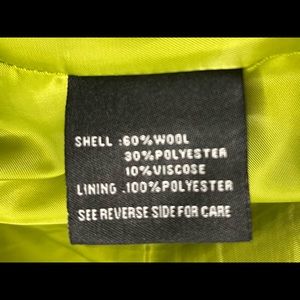 SHELL :60%WOOL
30%POLYESTER
10%VISCOSE
LINING .100%POLYESTER
SEE REVERSE SIDE FOR CARE